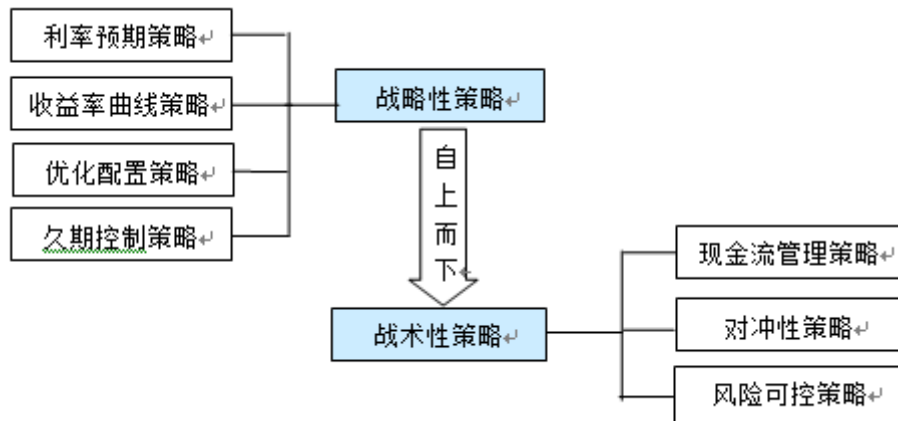 利率预期策略
收益率曲线策略
优化配置策略
久期控制策略
战略性策略
自上而下
战术性策略
现金流管理策略
对冲性策略
风险可控策略